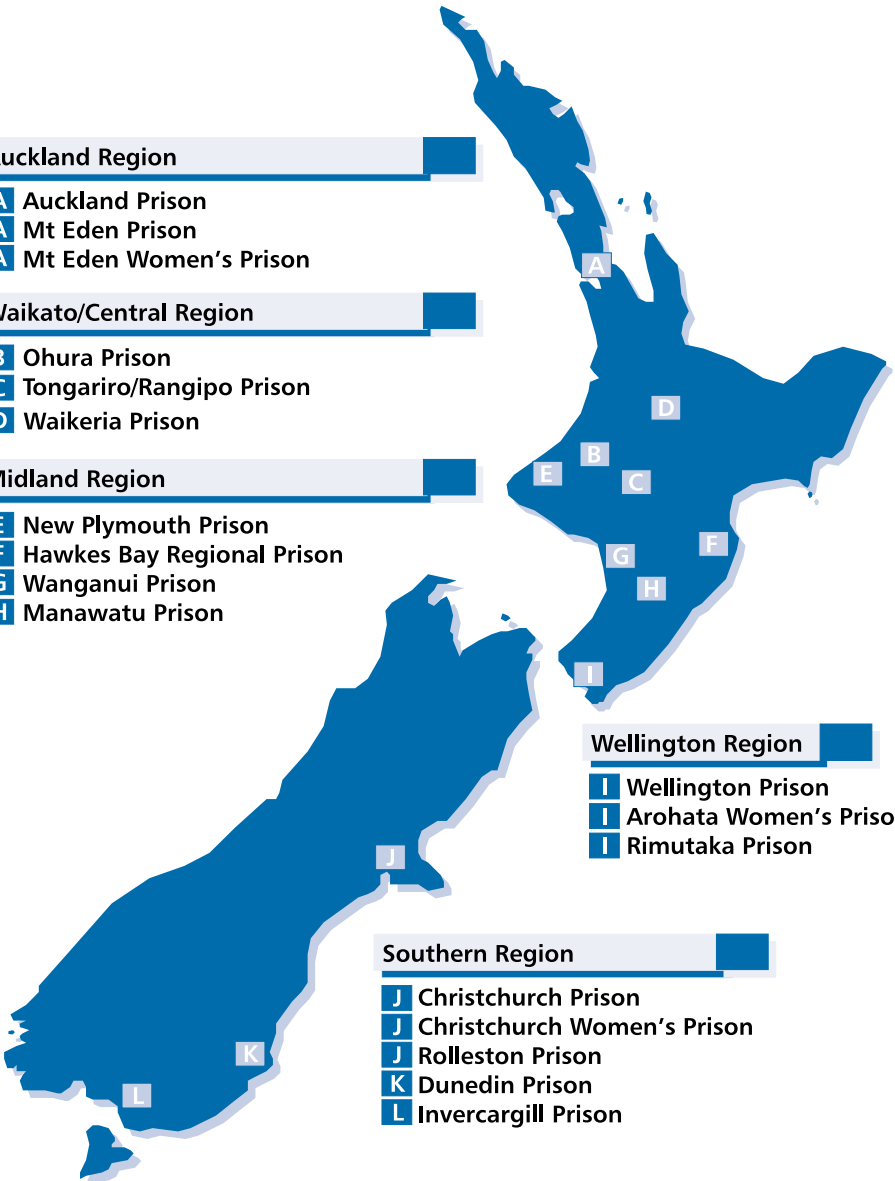 uckland Region
A Auckland Prison
A Mt Eden Prison
A Mt Eden Women's Prison
Waikato/Central Region
B Ohura Prison
C Tongariro/Rangipo Prison
D Waikeria Prison
Midland Region
E New Plymouth Prison
F Hawkes Bay Regional Prison
G Wanganui Prison
H Manawatu Prison
A
D
B
E
C
F
G
H
I
Wellington Region
I Wellington Prison
I Arohata Women's Priso
I Rimutaka Prison
J
Southern Region
J Christchurch Prison
J Christchurch Women's Prison
J Rolleston Prison
K Dunedin Prison
L Invercargill Prison
K
L